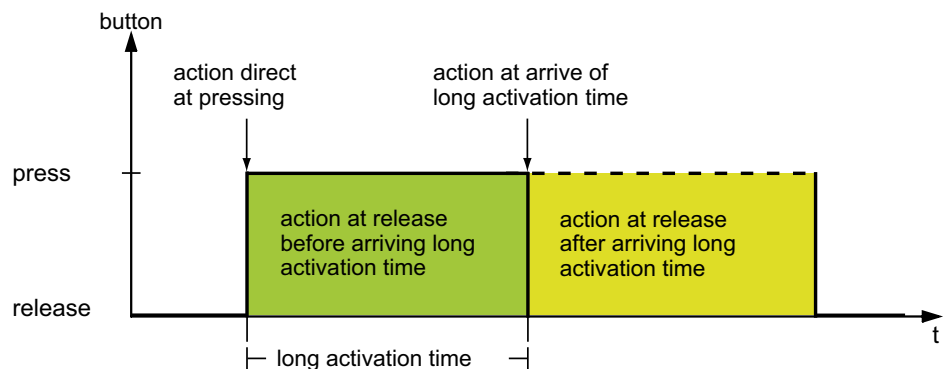 button
action direct
at pressing
action at arrive of
long activation time
press
action at release
before arriving long
activation time
action at release
after arriving long
activation time
release
t
long activation time